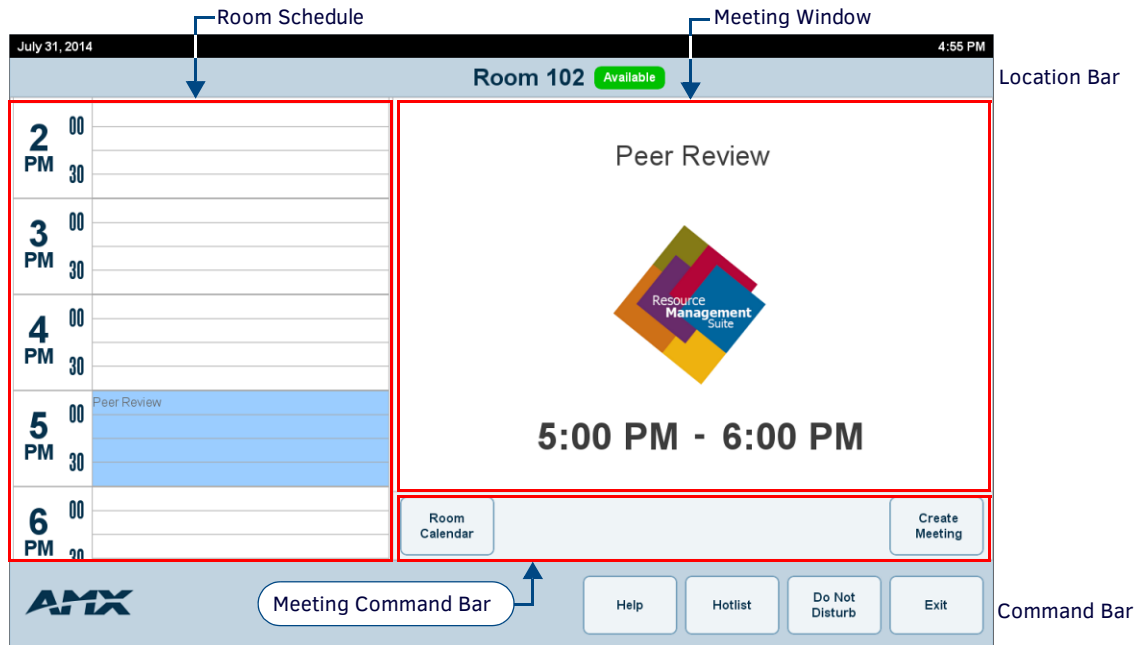 Room Schedule
Meeting Window
July 31, 2014
4:55 PM
Room 102
Available
Location Bar
2
PM
00
30
3
PM
00
30
4
PM
00
30
5
PM
00
30
Peer Review
6
PM
00
30
Peer Review
Resource
Management
Suite
5:00 PM - 6:00 PM
Room
Calendar
Create
Meeting
AMX
Meeting Command Bar
Help
Hotlist
Do Not
Disturb
Exit
Command Bar